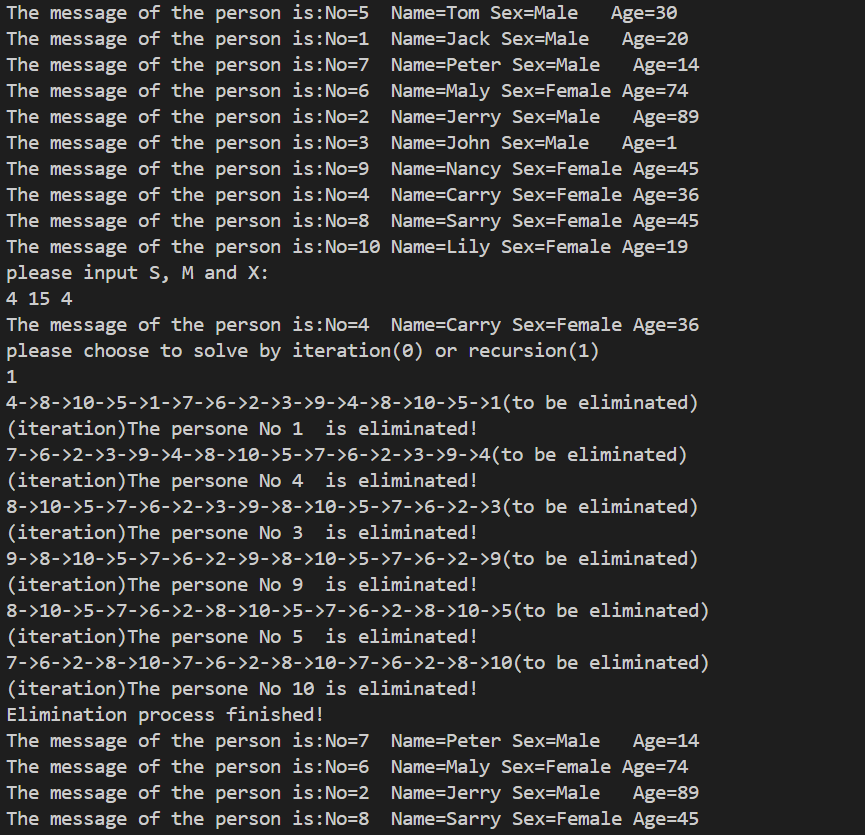 The message of the person is:No=5  Name=Tom Sex=Male   Age=30
The message of the person is:No=1  Name=Jack Sex=Male   Age=20
The message of the person is:No=7  Name=Peter Sex=Male   Age=14
The message of the person is:No=6  Name=Maly Sex=Female Age=74
The message of the person is:No=2  Name=Jerry Sex=Male   Age=89
The message of the person is:No=3  Name=John Sex=Male   Age=1
The message of the person is:No=9  Name=Nancy Sex=Female Age=45
The message of the person is:No=4  Name=Carry Sex=Female Age=36
The message of the person is:No=8  Name=Sarry Sex=Female Age=45
The message of the person is:No=10 Name=Lily Sex=Female Age=19
please input S, M and X:
4 15 4
The message of the person is:No=4  Name=Carry Sex=Female Age=36
please choose to solve by iteration(0) or recursion(1)
1
4->8->10->5->1->7->6->2->3->9->4->8->10->5->1(to be eliminated)
(iteration)The persone No 1  is eliminated!
7->6->2->3->9->4->8->10->5->7->6->2->3->9->4(to be eliminated)
(iteration)The persone No 4  is eliminated!
8->10->5->7->6->2->3->9->8->10->5->7->6->2->3(to be eliminated)
(iteration)The persone No 3  is eliminated!
9->8->10->5->7->6->2->9->8->10->5->7->6->2->9(to be eliminated)
(iteration)The persone No 9  is eliminated!
8->10->5->7->6->2->8->10->5->7->6->2->8->10->5(to be eliminated)
(iteration)The persone No 5  is eliminated!
7->6->2->8->10->7->6->2->8->10->7->6->2->8->10(to be eliminated)
(iteration)The persone No 10 is eliminated!
Elimination process finished!
The message of the person is:No=7  Name=Peter Sex=Male   Age=14
The message of the person is:No=6  Name=Maly Sex=Female Age=74
The message of the person is:No=2  Name=Jerry Sex=Male   Age=89
The message of the person is:No=8  Name=Sarry Sex=Female Age=45